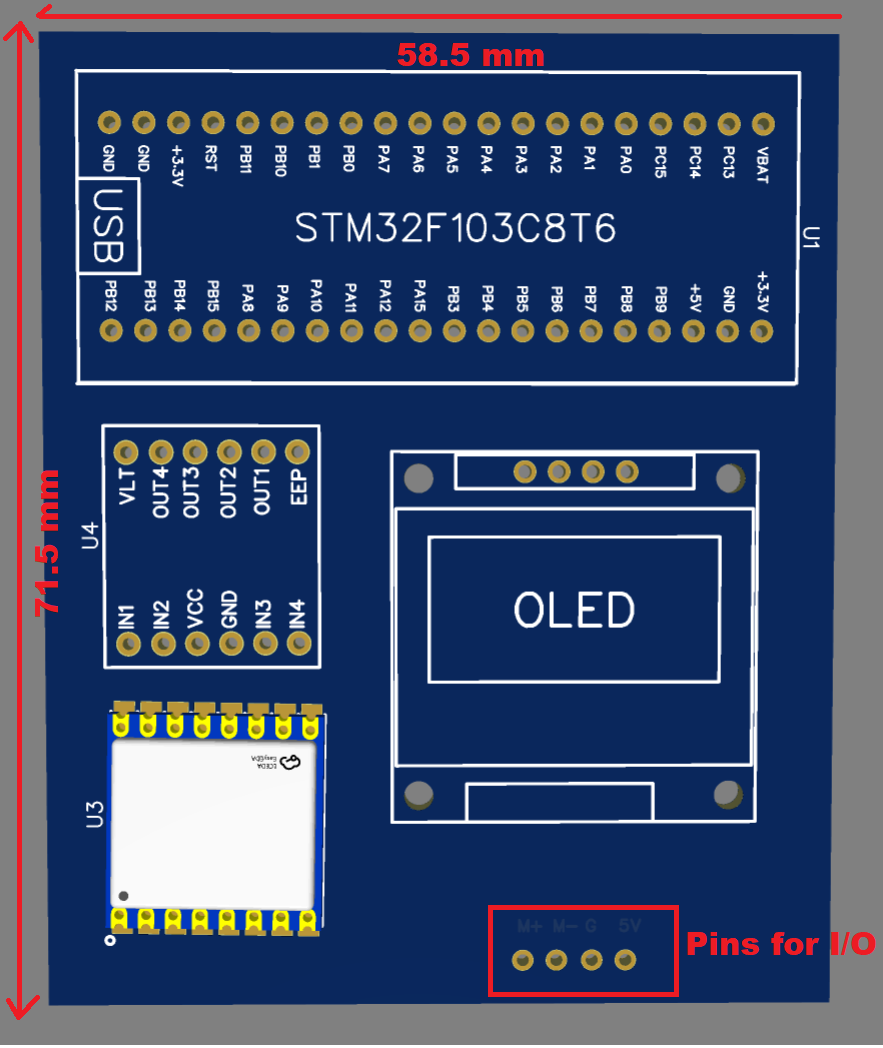 58.5 mm
GND GND +3.3V RST PB11 PB10 PB1 PB0 PA7 PA6 PA5 PA4 PA3 PA2 PA1 PA0 PC15 PC14 PC13 VBAT
USB
STM32F103C8T6
U1
PB12 PB13 PB14 PB15 PA8 PA9 PA10 PA11 PA12 PA15 PB3 PB4 PB5 PB6 PB7 PB8 PB9 +5V GND +3.3V
71.5 mm
VLT OUT4 OUT3 OUT2 OUT1 EEP
U4
IN1 IN2 VCC GND IN3 IN4
OLED
EasyEDA
LCEDA
U3
M+ M- G 5V
Pins for I/O